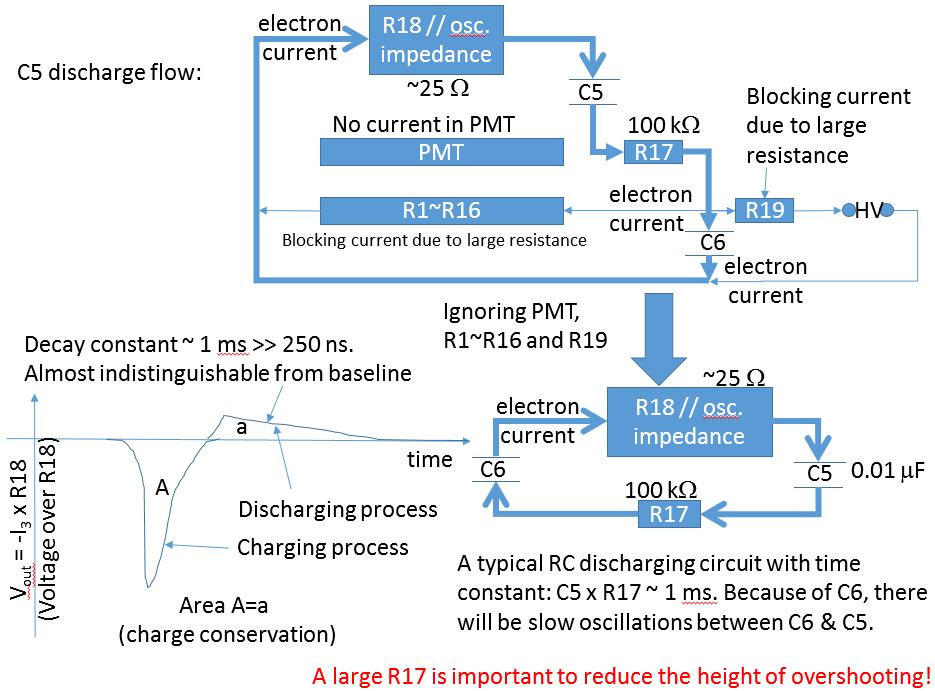 C5 discharge flow:
electron
current
R18 // osc.
impedance
~25 Ω
C5
100 kΩ
R17
Blocking current
due to large
resistance
No current in PMT
PMT
R1~R16
Blocking current due to large resistance
electron
current
R19
HV
C6
electron
current
Ignoring PMT,
R1~R16 and R19
Decay constant ~ 1 ms >> 250 ns.
Almost indistinguishable from baseline
a
A
time
Discharging process
Charging process
Area A=a
(charge conservation)
Vout = -I3 x R18
(Voltage over R18)
~25 Ω
electron
current
R18 // osc.
impedance
C6
C5
0.01 μF
100 kΩ
R17
A typical RC discharging circuit with time
constant: C5 x R17 ~ 1 ms. Because of C6, there
will be slow oscillations between C6 & C5.
A large R17 is important to reduce the height of overshooting!